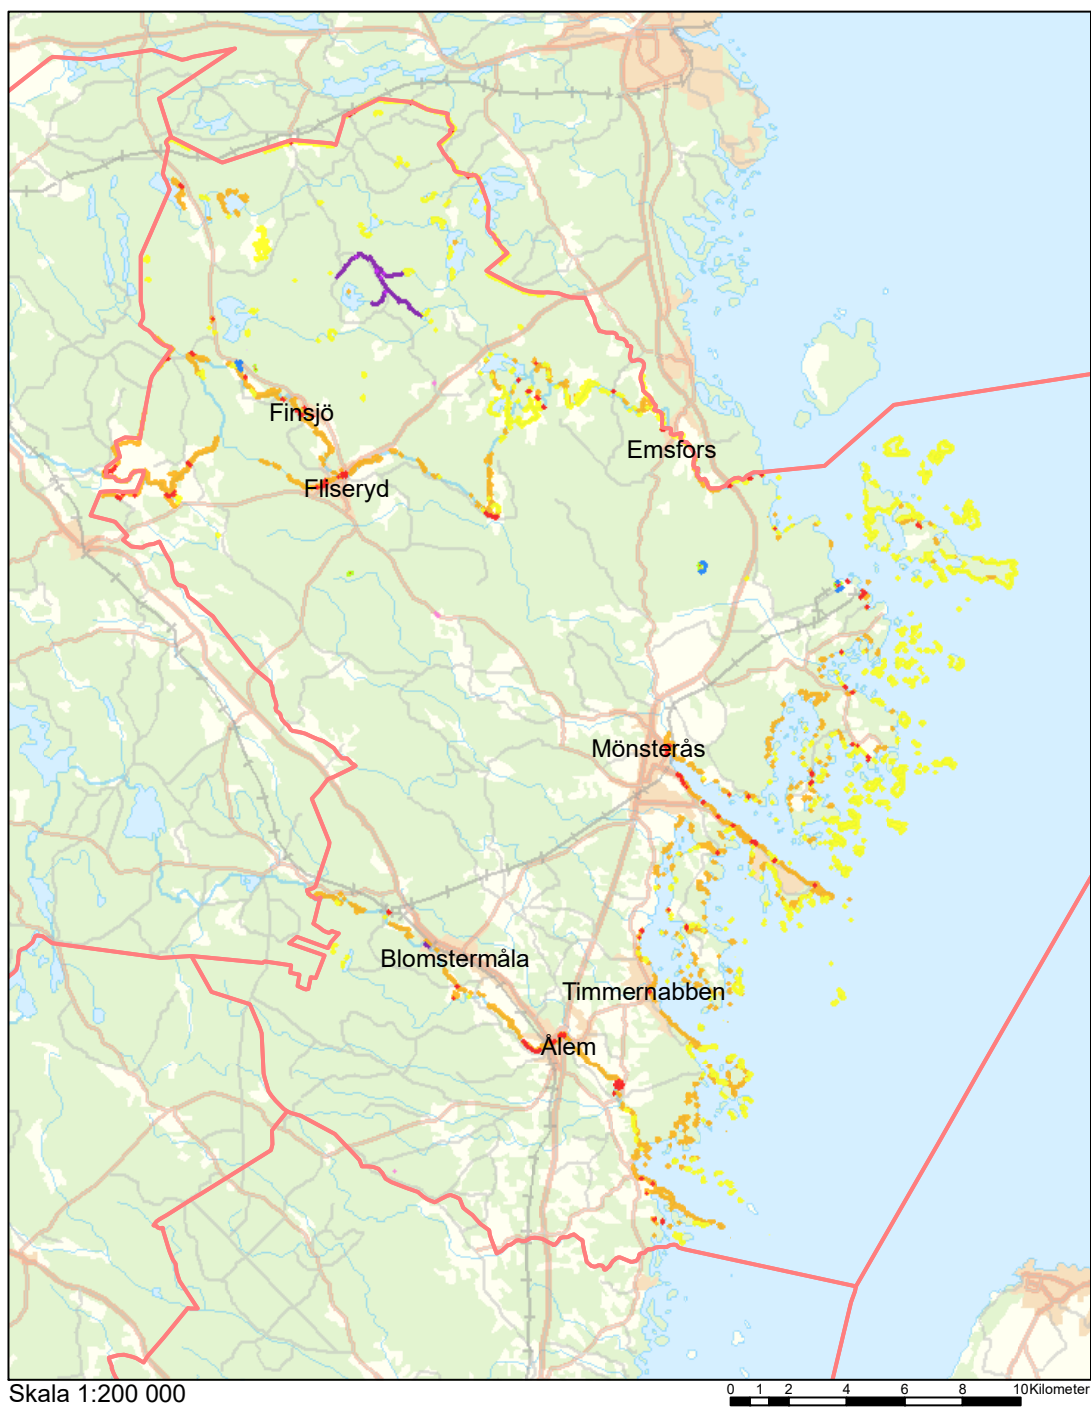 Finsjö
Emsfors
Fliseryd
Mönsterås
Blomstermåla
Timmernabben
Ålem
Skala 1:200 000
0 1 2 4 6 8 10Kilometer